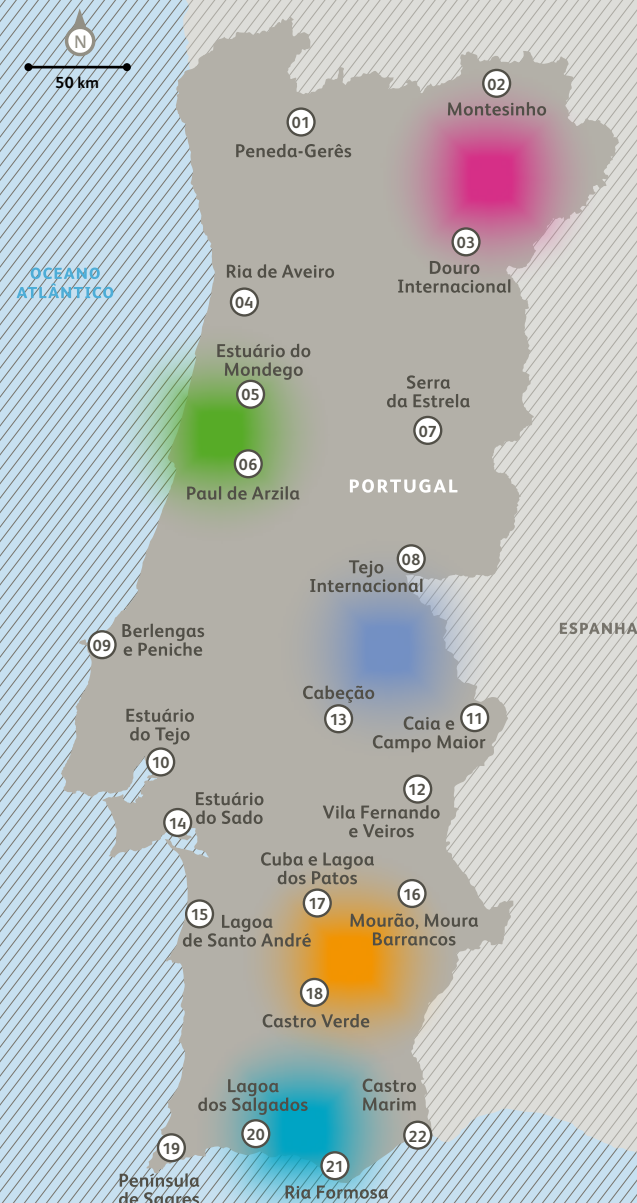 N
50 km
02
Montesinho
01
Peneda-Gerês
03
Douro
Internacional
OCEANO
ATLÂNTICO
Ria de Aveiro
04
Estuário do
Mondego
05
Serra
da Estrela
07
06
Paul de Arzila
PORTUGAL
08
Tejo
Internacional
ESPANHA
09
Berlengas
e Peniche
Cabeção
13
11
Caia e
Campo Maior
Estuário
do Tejo
10
12
Vila Fernando
e Veiros
Estuário
do Sado
14
Cuba e Lagoa
dos Patos
17
16
Mourão, Moura
Barrancos
15
Lagoa
de Santo André
18
Castro Verde
Lagoa
dos Salgados
20
Castro
Marim
22
19
Península
de Sagres
21
Ria Formosa